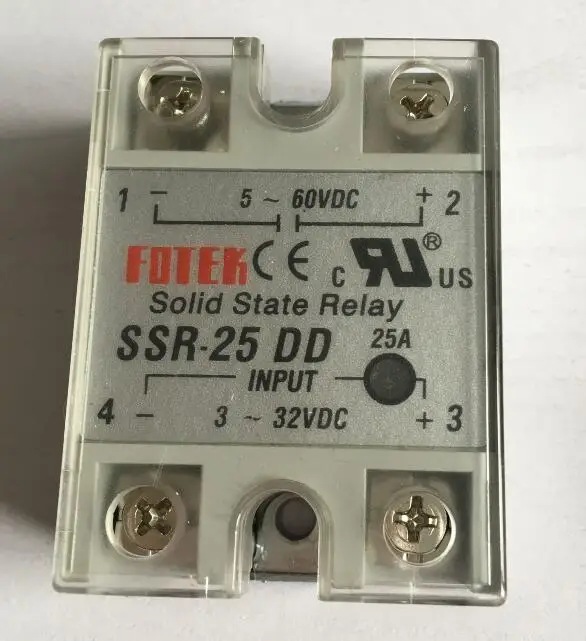 1 − 5 ~ 60VDC + 2
FOTEK CE C RU® US
Solid State Relay
SSR-25 DD 25A
INPUT
4 − 3 ~ 32VDC + 3